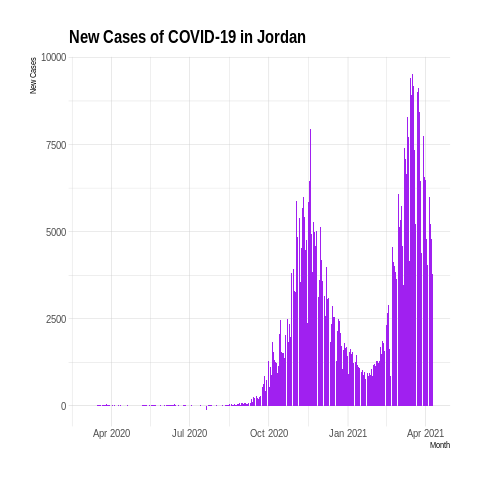 New Cases of COVID-19 in Jordan
New Cases
10000
7500
5000
2500
0
Apr 2020 Jul 2020 Oct 2020 Jan 2021 Apr 2021
Month